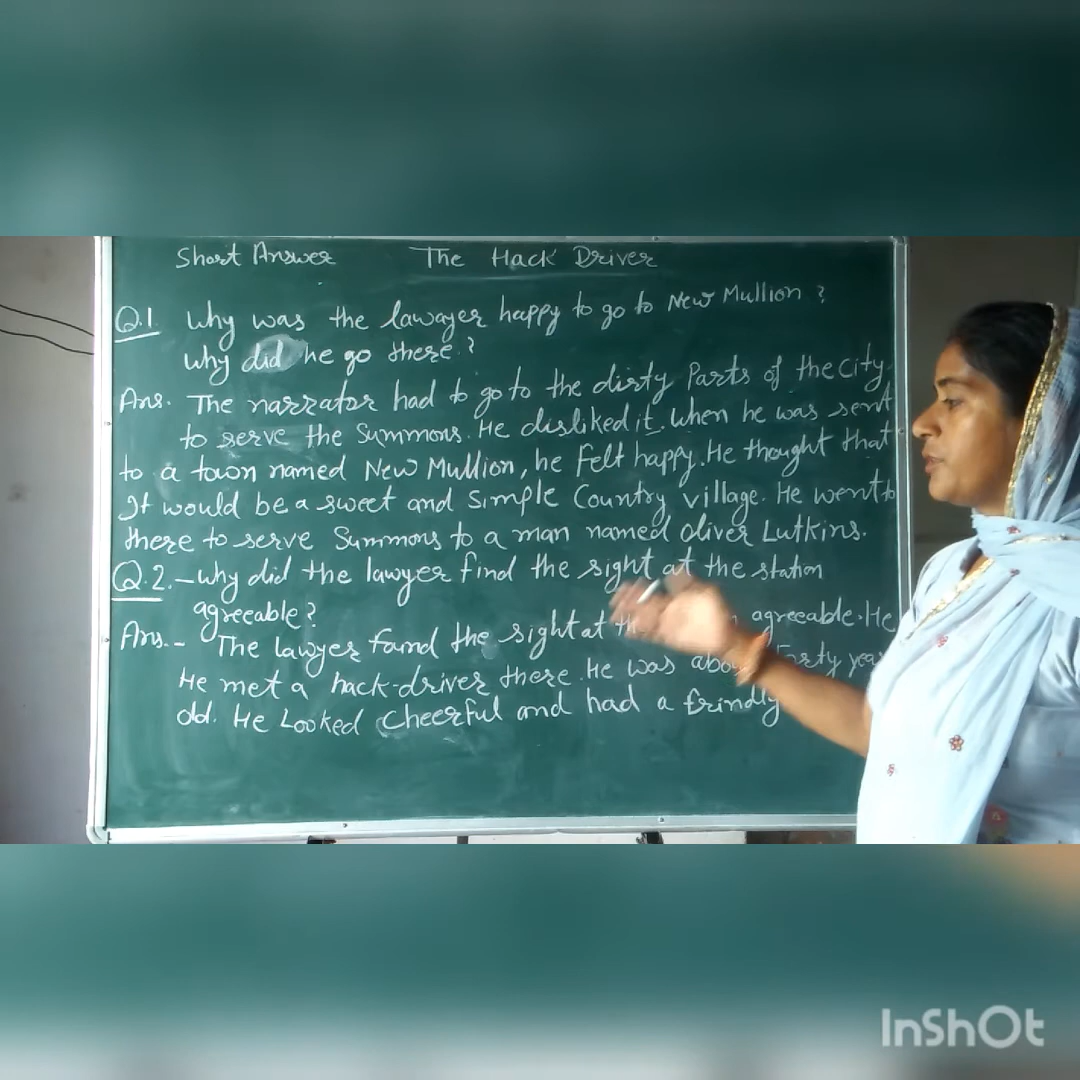 Short Answer The Hack Driver
Q.1. Why was the lawayer happy to go to New Mullion ?
why did he go there ?
Ans. The narrator had to go to the dirty Parts of the city
to serve the Summons. He disliked it. When he was sent
to a town named New Mullion, he felt happy. He thought that
It would be a sweet and simple Country village. He went
there to serve Summons to a man named Oliver Lutkins.
Q.2. - Why did the lawyer find the sight at the station
agreeable ?
Ans. - The lawyer found the sight at agreeable. He
He met a hack-driver there. He was about Forty year
old. He Looked Cheerful and had a frindly
InShOt